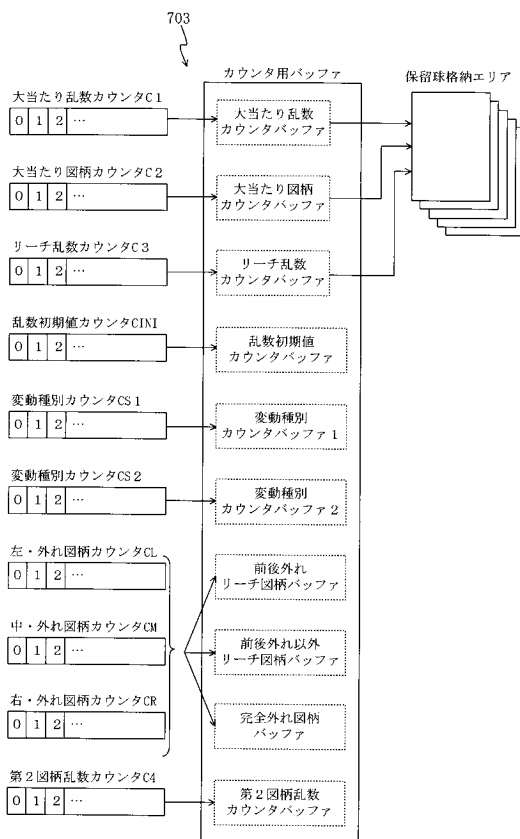 703
カウンタ用バッファ
保留球格納エリア
大当たり乱数カウンタC1
0 1 2 …
大当たり乱数
カウンタバッファ
大当たり図柄カウンタC2
0 1 2 …
大当たり図柄
カウンタバッファ
リーチ乱数カウンタC3
0 1 2 …
リーチ乱数
カウンタバッファ
乱数初期値カウンタCINI
0 1 2 …
乱数初期値
カウンタバッファ
変動種別カウンタCS1
0 1 2 …
変動種別
カウンタバッファ1
変動種別カウンタCS2
0 1 2 …
変動種別
カウンタバッファ2
左・外れ図柄カウンタCL
0 1 2 …
前後外れ
リーチ図柄バッファ
中・外れ図柄カウンタCM
0 1 2 …
前後外れ以外
リーチ図柄バッファ
右・外れ図柄カウンタCR
0 1 2 …
完全外れ図柄
バッファ
第2図柄乱数カウンタC4
0 1 2 …
第2図柄乱数
カウンタバッファ